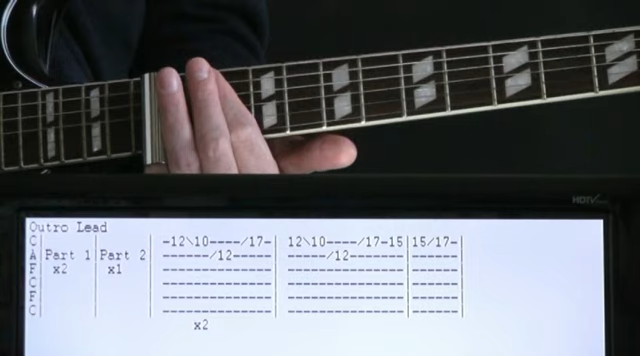 HDTV
Outro Lead
C|      |      |-12\10----/17-| 12\10----/17-15|15/17-|
A|Part 1|Part 2|------/12-----| -----/12-------|------|
F| x2   | x1   |--------------| ---------------|------|
C|      |      |--------------| ---------------|------|
F|      |      |--------------| ---------------|------|
C|      |      |--------------| ---------------|------|
x2